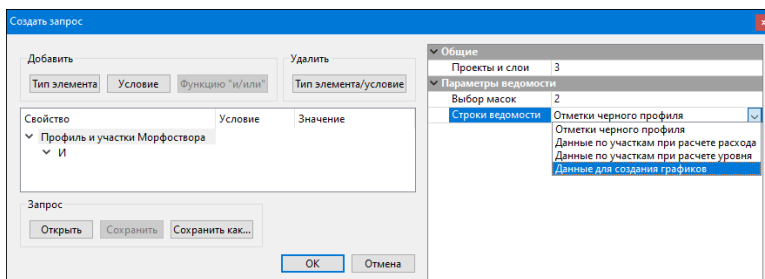 Создать запрос
Добавить
Тип элемента Условие Функцию "и/или"
Удалить
Тип элемента/условие
Свойство Условие Значение
Профиль и участки Морфоствора
И
Запрос
Открыть Сохранить Сохранить как...
ОК Отмена
Общие
Проекты и слои 3
Параметры ведомости
Выбор масок 2
Строки ведомости Отметки черного профиля
Отметки черного профиля
Данные по участкам при расчете расхода
Данные по участкам при расчете уровня
Данные для создания графиков